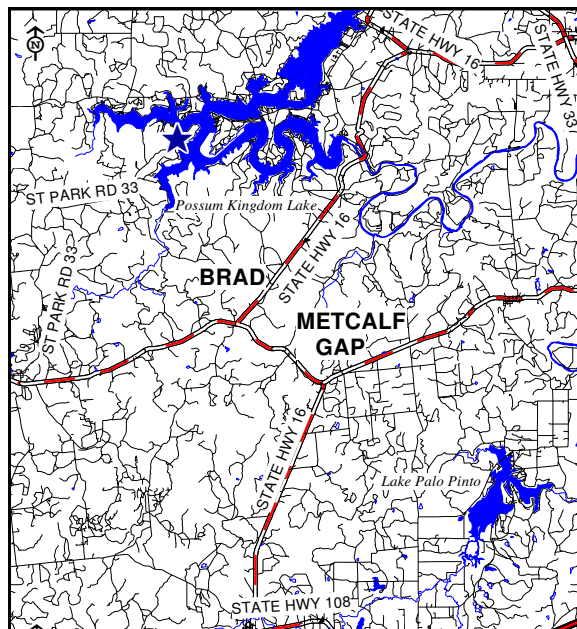 N
STATE HWY 16
STATE HWY 337
ST PARK RD 33
Possum Kingdom Lake
STATE HWY 16
ST PARK RD 33
BRAD
METCALF
GAP
STATE HWY 16
Lake Palo Pinto
STATE HWY 108